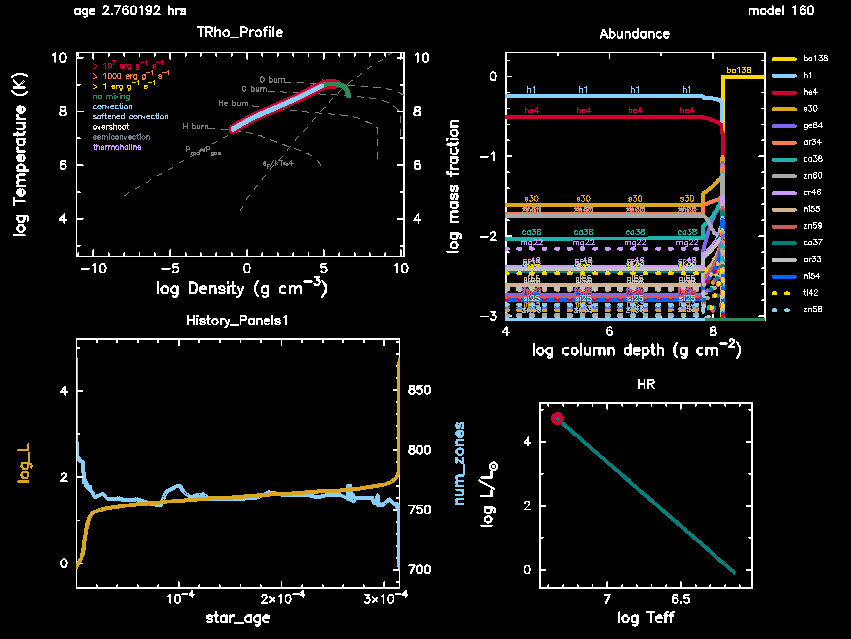 age 2.760192 hrs
model 160
TRho_Profile
> 10⁷ erg g⁻¹ s⁻¹
> 1000 erg g⁻¹ s⁻¹
> 1 erg g⁻¹ s⁻¹
no mixing
convection
softened convection
overshoot
semiconvection
thermohaline
O burn
C burn
He burn
H burn
10
8
6
4
10
8
6
4
−10
−5
0
5
10
log Temperature (K)
log Density (g cm⁻³)
Abundance
ba138
h1
h1
h1
h1
he4
he4
he4
he4
s30
s30
s30
s30
ca38
ca38
ca38
ca38
mg22
mg22
mg22
mg22
0
−1
−2
−3
4
6
8
log mass fraction
log column depth (g cm⁻²)
ba138
h1
he4
s30
ge64
ar34
ca38
zn60
cr46
ni55
zn59
ca37
ar33
ni54
ti42
zn58
History_Panels1
4
2
0
850
800
750
700
10⁻⁴
2×10⁻⁴
3×10⁻⁴
log_L
num_zones
star_age
HR
4
2
0
7
6.5
log L/L☉
log Teff